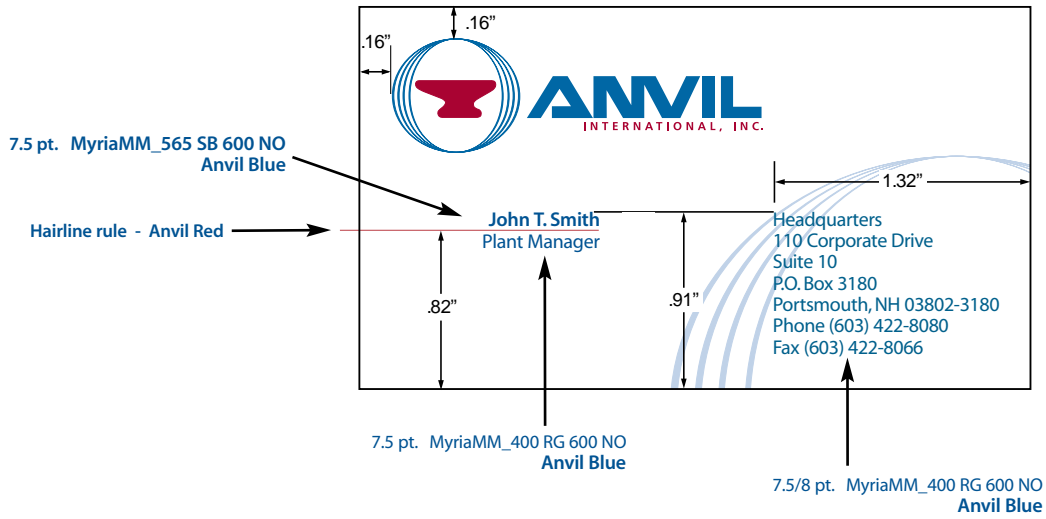 .16”
.16”
ANVIL
INTERNATIONAL, INC.
7.5 pt. MyriaMM_565 SB 600 NO
Anvil Blue
1.32”
John T. Smith
Hairline rule - Anvil Red
Plant Manager
Headquarters
110 Corporate Drive
Suite 10
P.O. Box 3180
Portsmouth, NH 03802-3180
Phone (603) 422-8080
Fax (603) 422-8066
.82”
.91”
7.5 pt. MyriaMM_400 RG 600 NO
Anvil Blue
7.5/8 pt. MyriaMM_400 RG 600 NO
Anvil Blue